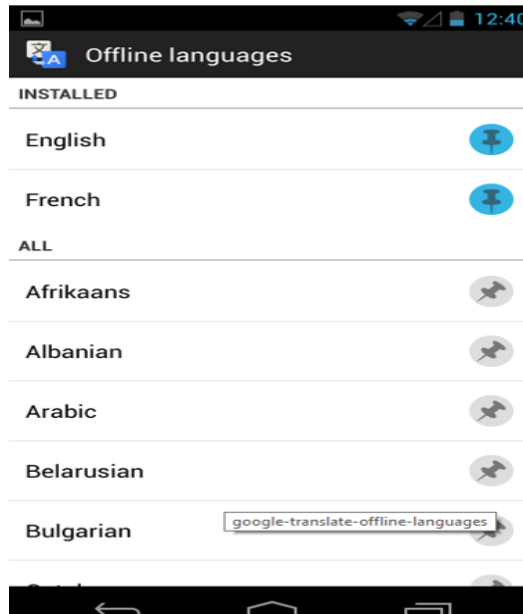 12:40
Offline languages
INSTALLED
English
French
ALL
Afrikaans
Albanian
Arabic
Belarusian
Bulgarian
google-translate-offline-languages